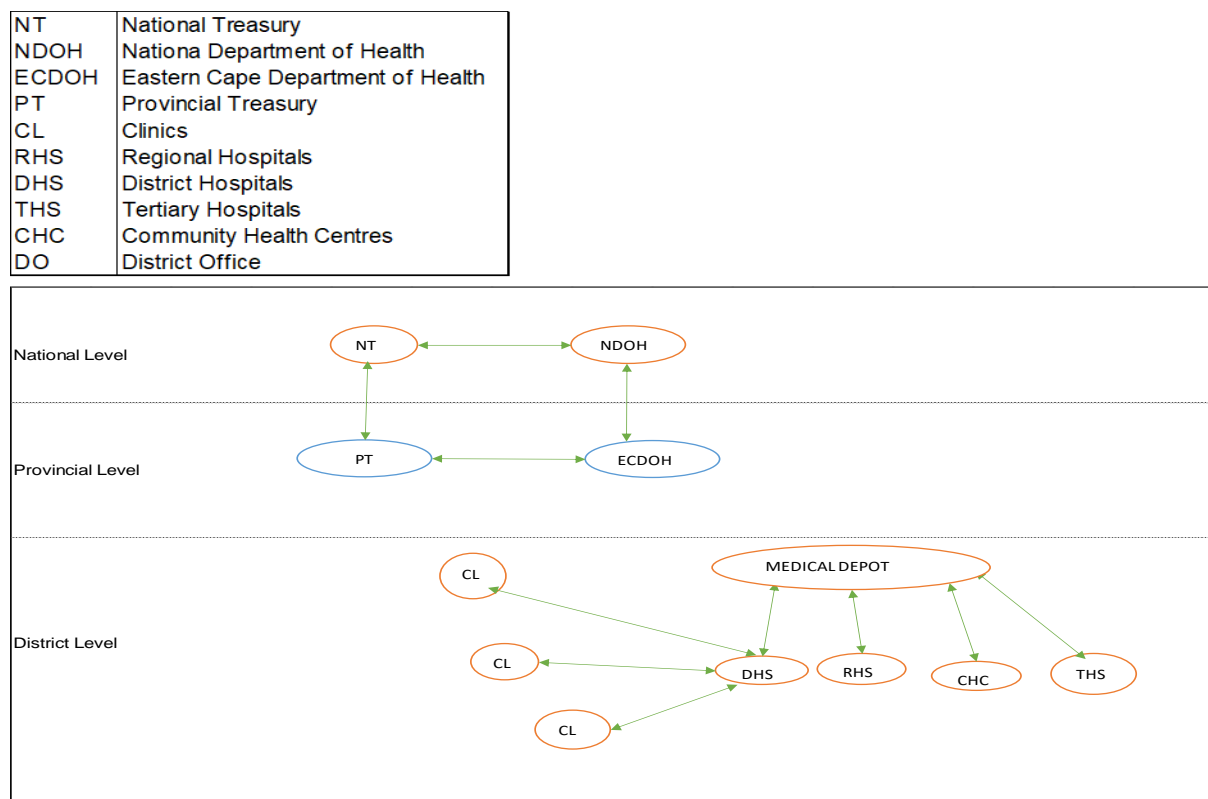 NT National Treasury
NDOH Nationa Department of Health
ECDOH Eastern Cape Department of Health
PT Provincial Treasury
CL Clinics
RHS Regional Hospitals
DHS District Hospitals
THS Tertiary Hospitals
CHC Community Health Centres
DO District Office
National Level
NT
NDOH
Provincial Level
PT
ECDOH
District Level
CL
MEDICAL DEPOT
CL
DHS
RHS
CHC
THS
CL